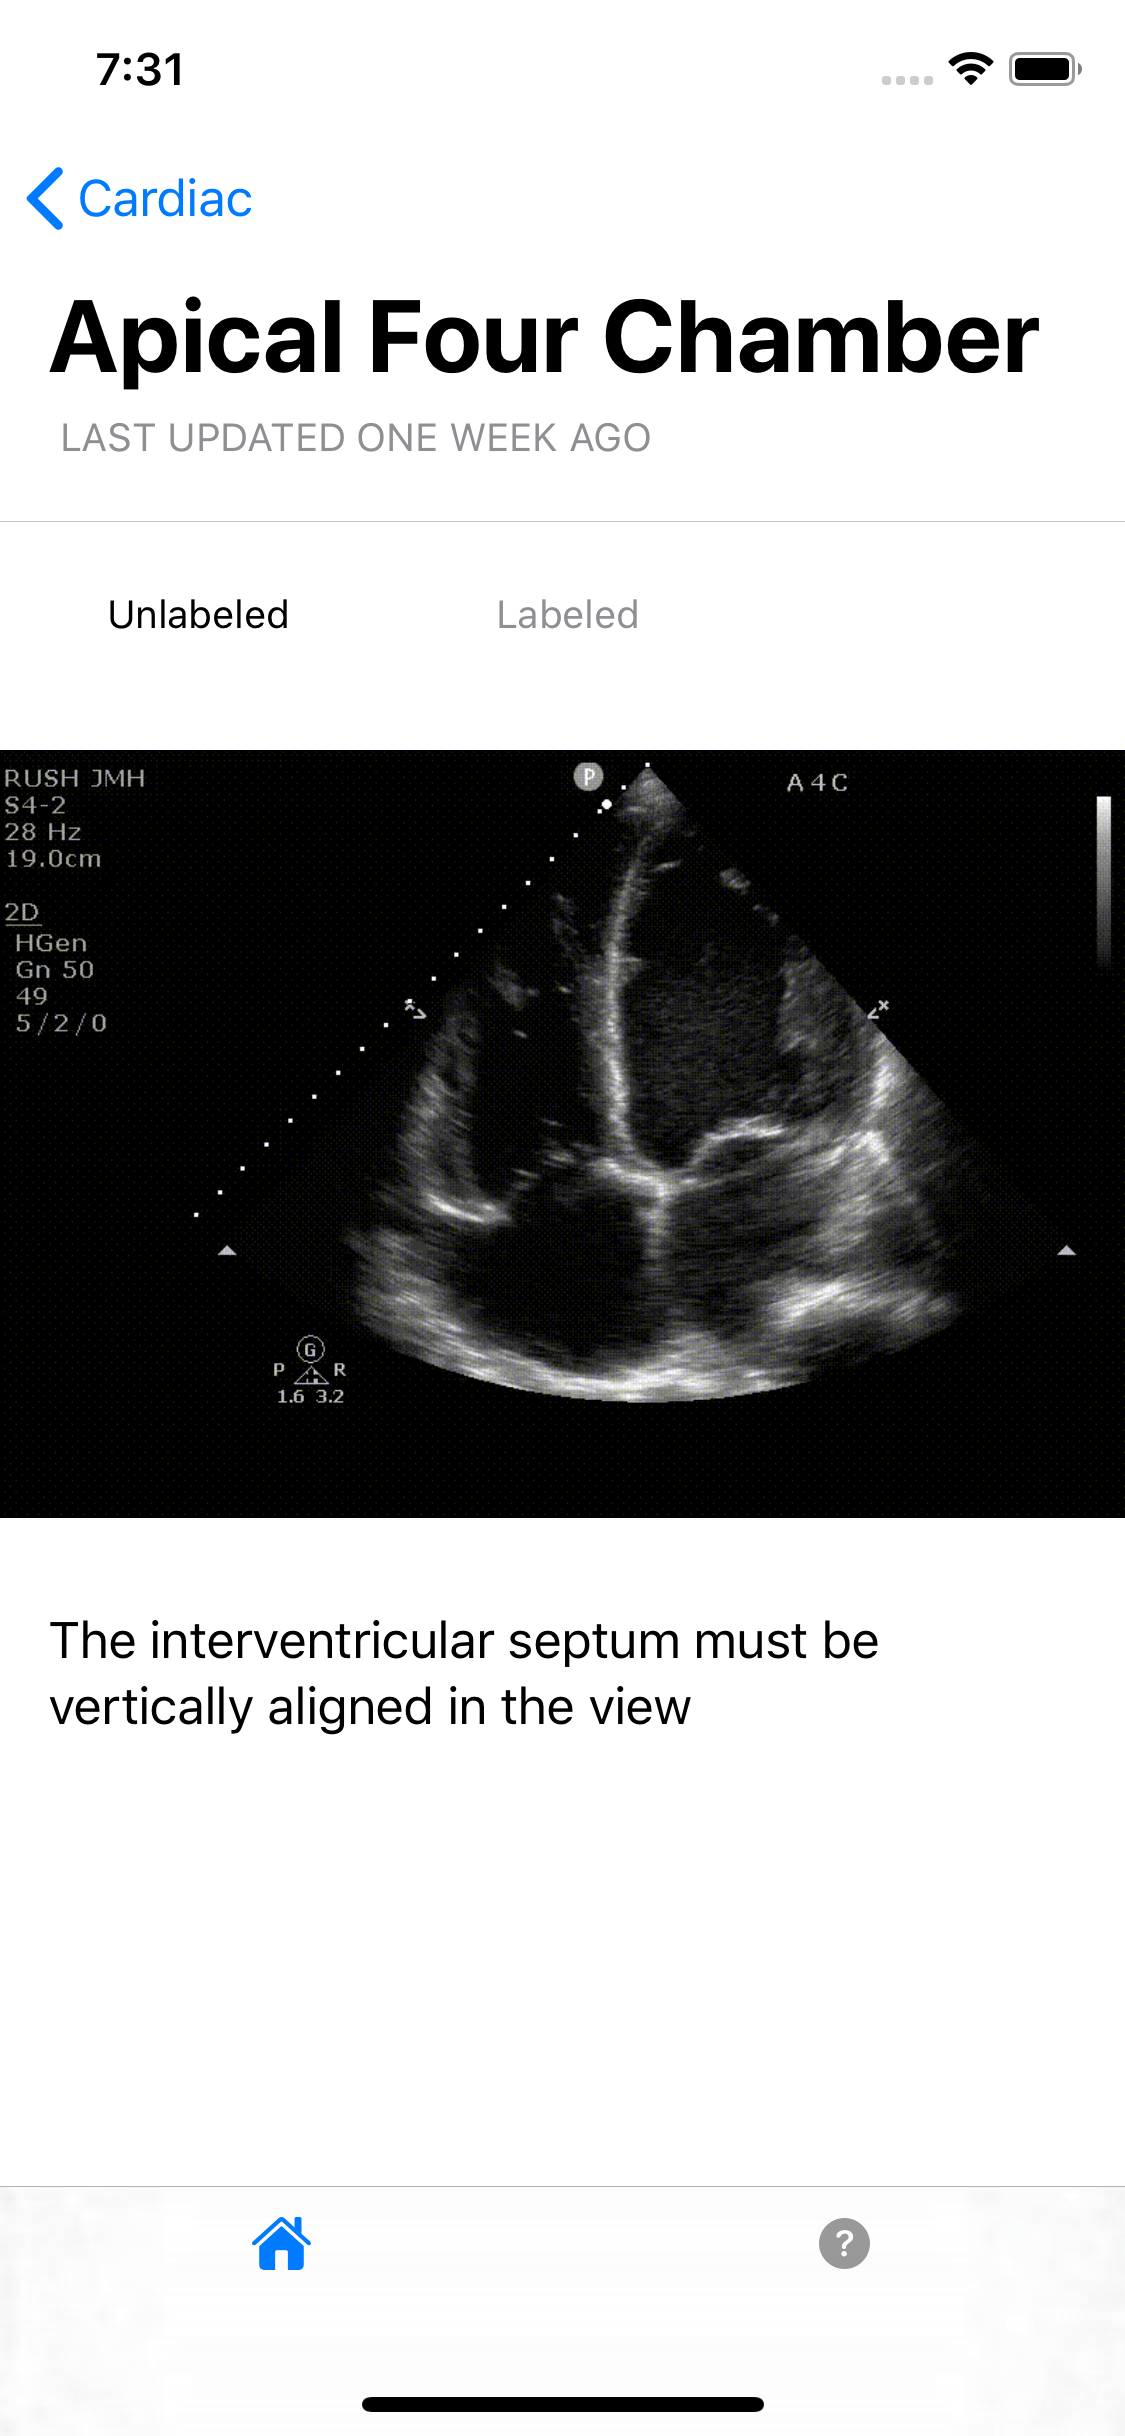 7:31
Cardiac
Apical Four Chamber
LAST UPDATED ONE WEEK AGO
Unlabeled
Labeled
RUSH JMH
S4-2
28 Hz
19.0cm
2D
HGen
Gn 50
49
5/2/0
P
A4C
G
P R
1.6 3.2
The interventricular septum must be
vertically aligned in the view
?